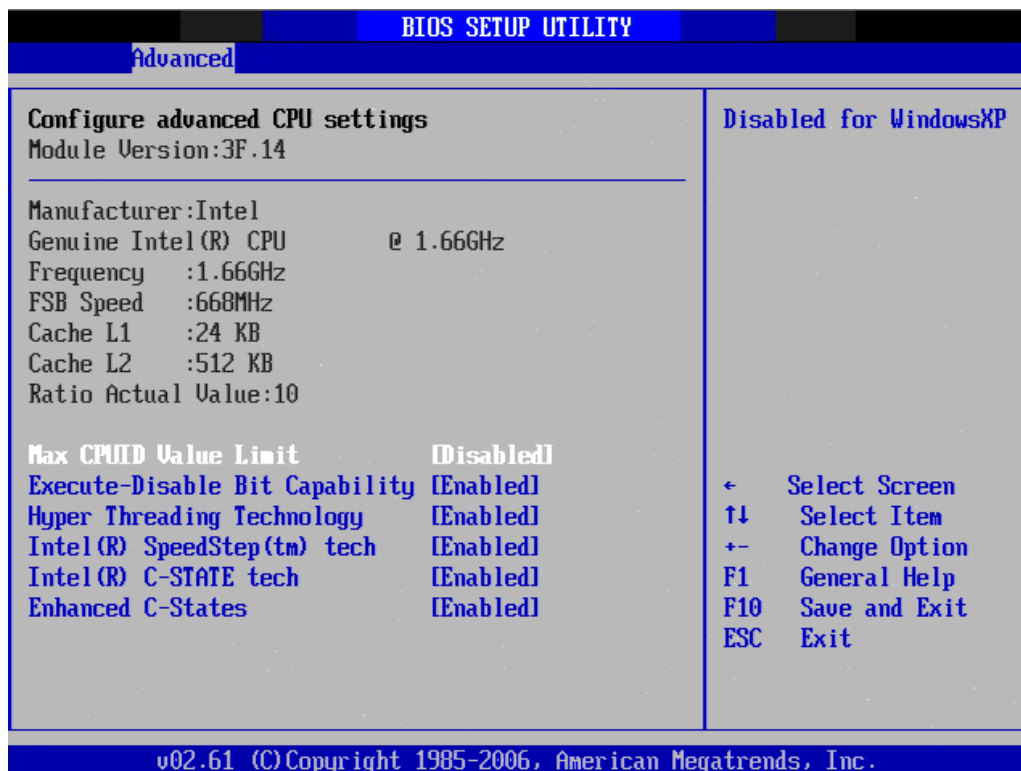 BIOS SETUP UTILITY
Advanced
Configure advanced CPU settings
Module Version:3F.14
Manufacturer:Intel
Genuine Intel(R) CPU @ 1.66GHz
Frequency :1.66GHz
FSB Speed :668MHz
Cache L1 :24 KB
Cache L2 :512 KB
Ratio Actual Value:10
Max CPUID Value Limit [Disabled]
Execute-Disable Bit Capability [Enabled]
Hyper Threading Technology [Enabled]
Intel(R) SpeedStep(tm) tech [Enabled]
Intel(R) C-STATE tech [Enabled]
Enhanced C-States [Enabled]
Disabled for WindowsXP
← Select Screen
↑↓ Select Item
+- Change Option
F1 General Help
F10 Save and Exit
ESC Exit
v02.61 (C)Copyright 1985-2006, American Megatrends, Inc.